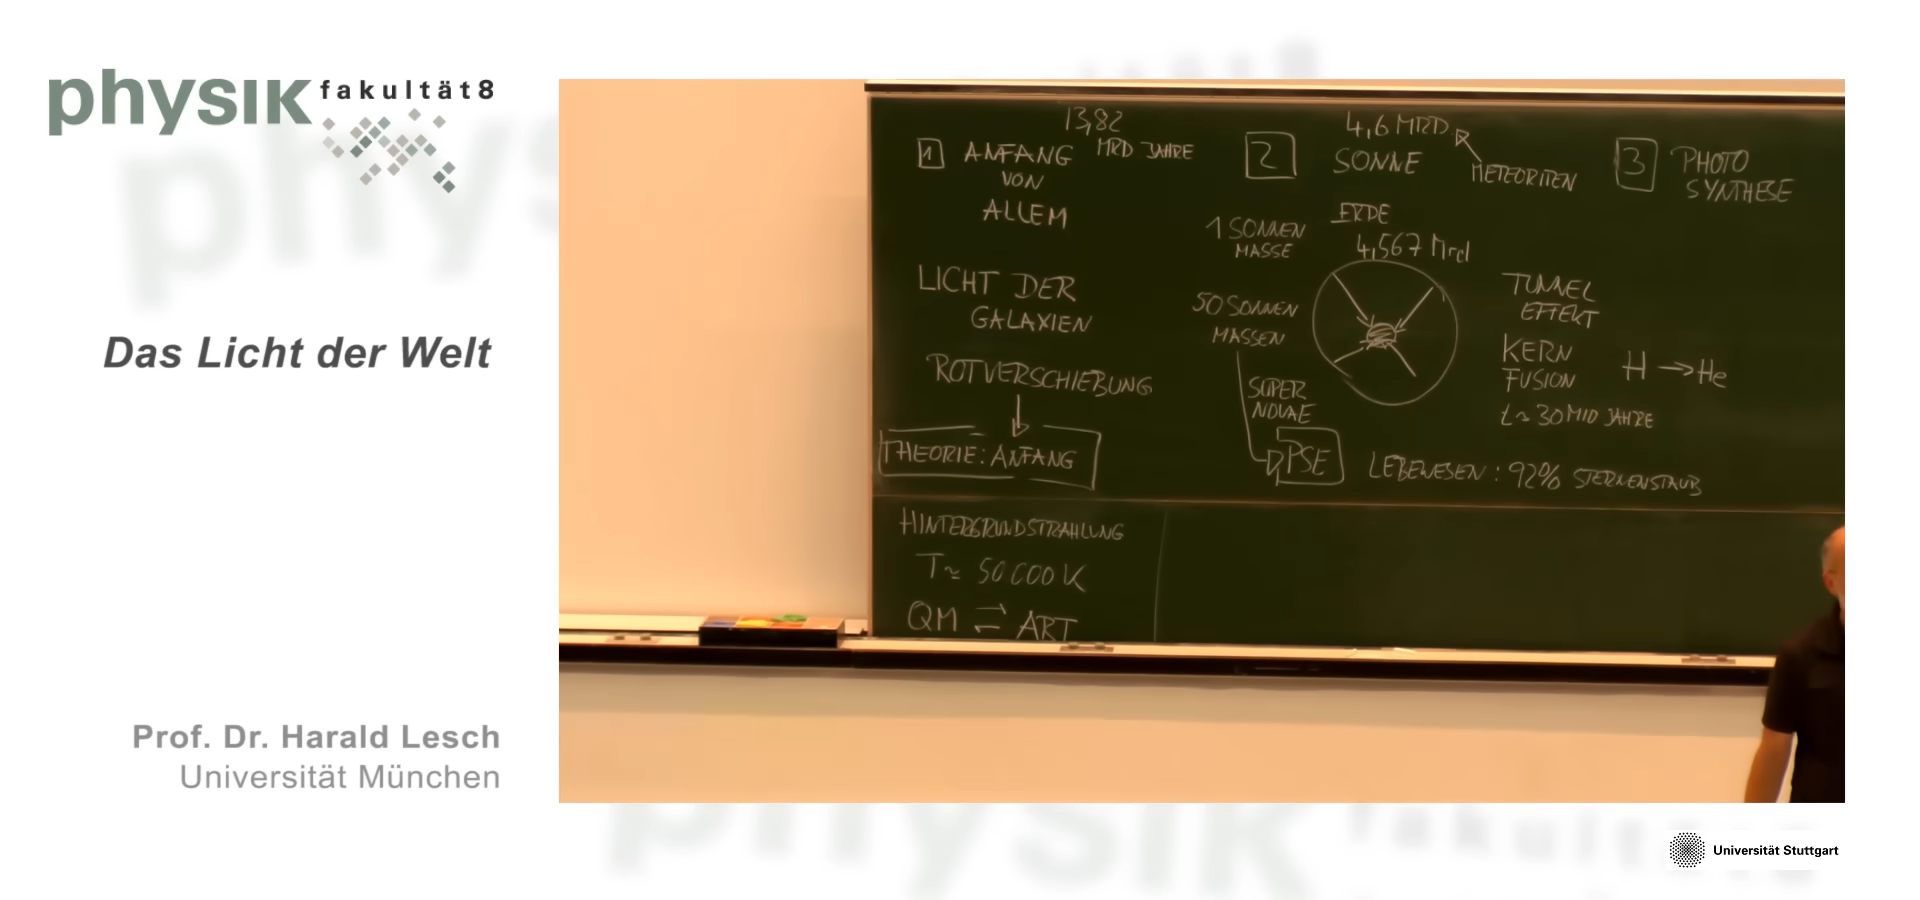 physik fakultät8
Das Licht der Welt
Prof. Dr. Harald Lesch
Universität München
1 ANFANG
VON
ALLEM
13,82
MRD JAHRE
LICHT DER
GALAXIEN
ROTVERSCHIEBUNG
THEORIE: ANFANG
HINTERGRUNDSTRAHLUNG
T≈ 50 000 K
QM ⇌ ART
2
4,6 MRD
SONNE
METEORITEN
ERDE
4,567 Mrd
1 SONNEN
MASSE
50 SONNEN
MASSEN
SUPER
NOVAE
PSE
TUNNEL
EFFEKT
KERN
FUSION
H → He
t ~ 30 MIO JAHRE
LEBEWESEN: 92% STERNENSTAUB
3 PHOTO
SYNTHESE
Universität Stuttgart